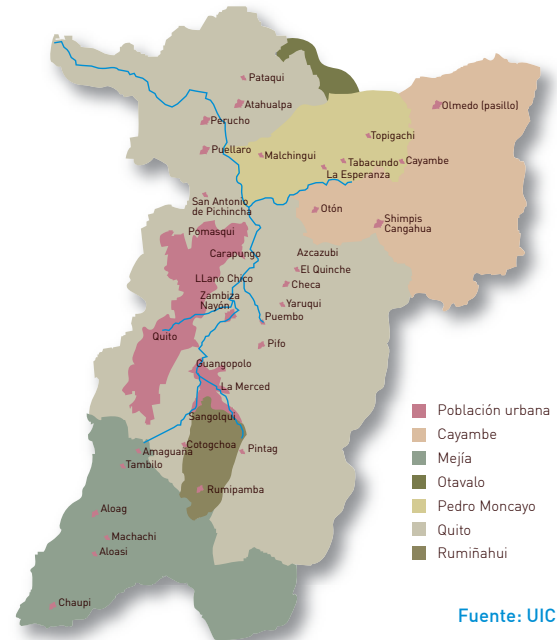 Pataqui
Atahualpa
Olmedo (pasillo)
Perucho
Topigachi
Puellaro
Malchingui
Tabacundo
Cayambe
La Esperanza
San Antonio
de Pichincha
Otón
Shimpis
Cangahua
Pomasqui
Carapungo
Azcazubi
El Quinche
LLano Chico
Checa
Zambiza
Nayón
Yaruqui
Puembo
Quito
Pifo
Guangopolo
La Merced
Sangolqui
Cotogchoa
Pintag
Amaguana
Tambilo
Rumipamba
Aloag
Machachi
Aloasi
Chaupi
Población urbana
Cayambe
Mejía
Otavalo
Pedro Moncayo
Quito
Rumiñahui
Fuente: UIC